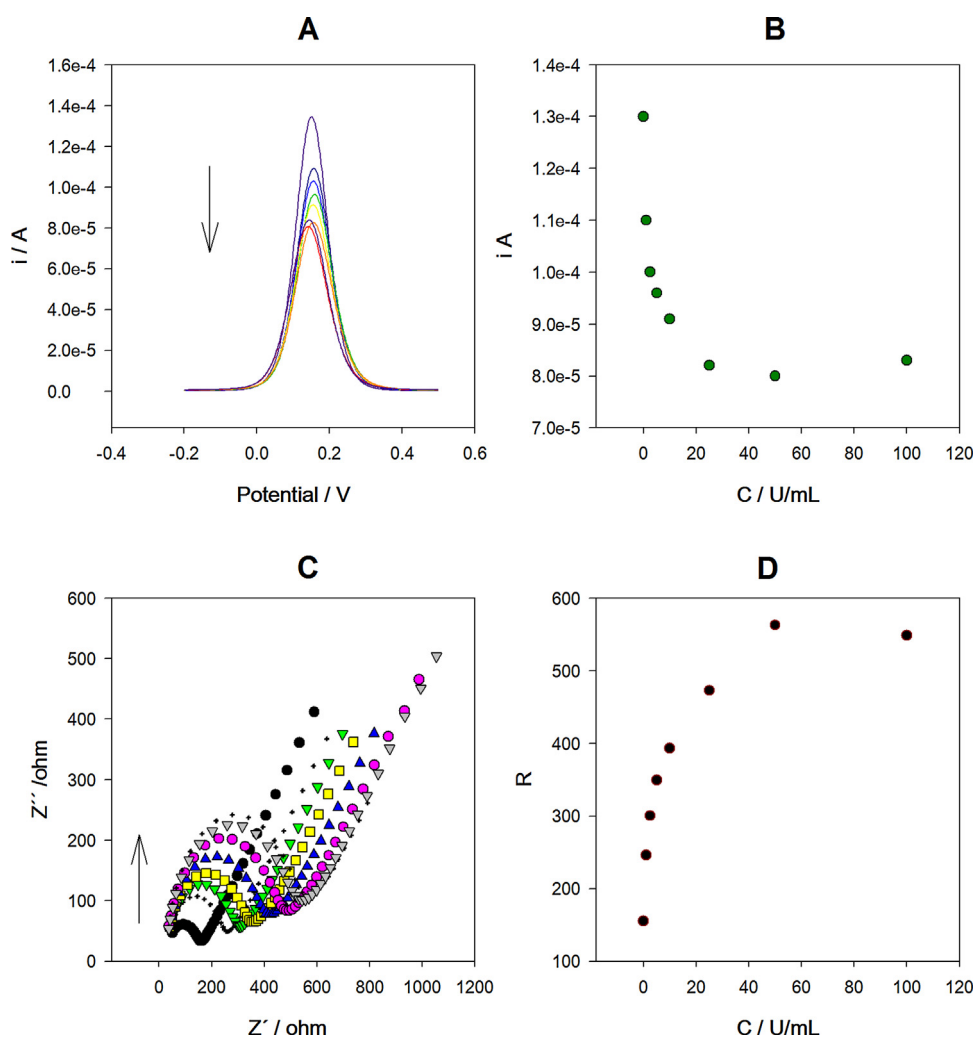 A
i / A
1.6e-4
1.4e-4
1.2e-4
1.0e-4
8.0e-5
6.0e-5
4.0e-5
2.0e-5
0.0
-0.4
-0.2
0.0
0.2
0.4
0.6
Potential / V
B
i A
1.4e-4
1.3e-4
1.2e-4
1.1e-4
1.0e-4
9.0e-5
8.0e-5
7.0e-5
0
20
40
60
80
100
120
C / U/mL
C
Z´´ /ohm
600
500
400
300
200
100
0
0
200
400
600
800
1000
1200
Z´ / ohm
D
R
600
500
400
300
200
100
0
20
40
60
80
100
120
C / U/mL